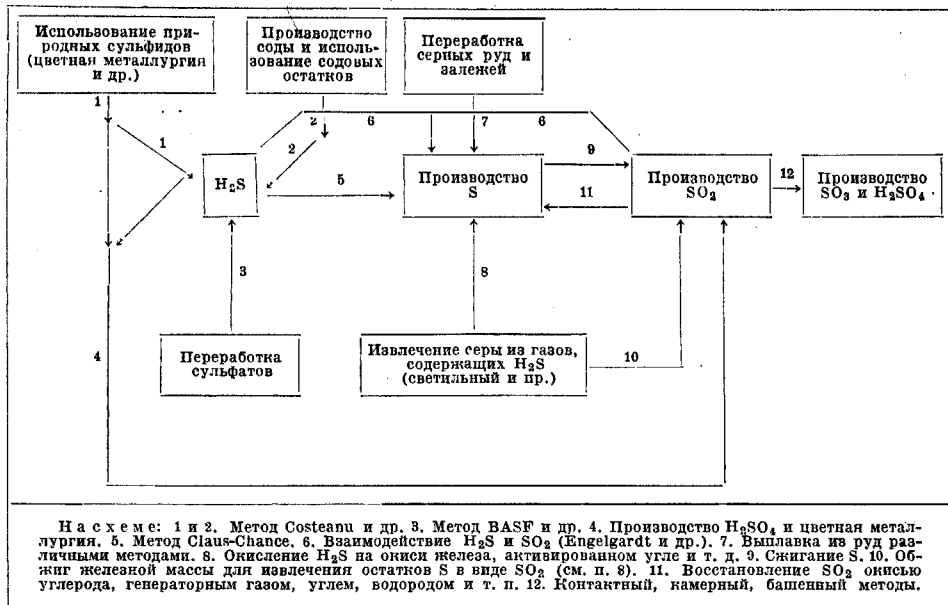 Использование при-
родных сульфидов
(цветная металлургия
и др.)
Производство
соды и исполь-
зование содовых
остатков
Переработка
серных руд и
залежей
1
1
2
6
7
6
2
9
H₂S
5
Производство
S
11
Производство
SO₂
12
Производство
SO₃ и H₂SO₄
3
8
4
Переработка
сульфатов
Извлечение серы из газов,
содержащих H₂S
(светильный и пр.)
10
На схеме: 1 и 2. Метод Costeanu и др. 3. Метод BASF и др. 4. Производство H₂SO₄ и цветная метал-
лургия. 5. Метод Claus-Chance. 6. Взаимодействие H₂S и SO₂ (Engelgardt и др.). 7. Выплавка из руд раз-
личными методами. 8. Окисление H₂S на окиси железа, активированном угле и т. д. 9. Сжигание S. 10. Об-
жиг железной массы для извлечения остатков S в виде SO₂ (см. п. 8). 11. Восстановление SO₂ окисью
углерода, генераторным газом, углем, водородом и т. п. 12. Контактный, камерный, башенный методы.